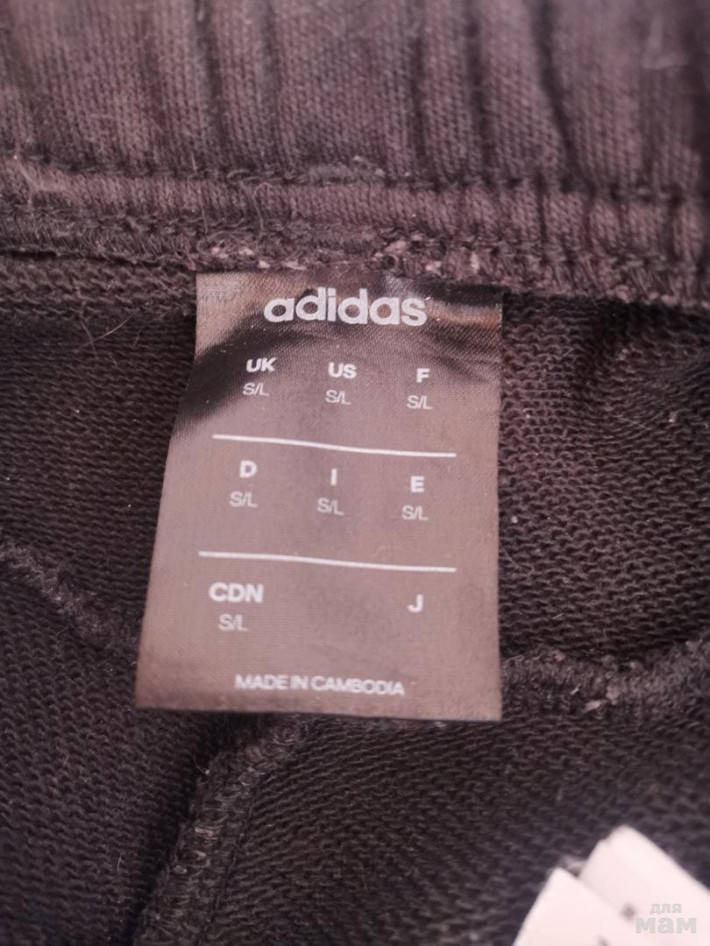 adidas
UK US F
S/L S/L S/L
D I E
S/L S/L S/L
CDN J
S/L
MADE IN CAMBODIA
для
мам